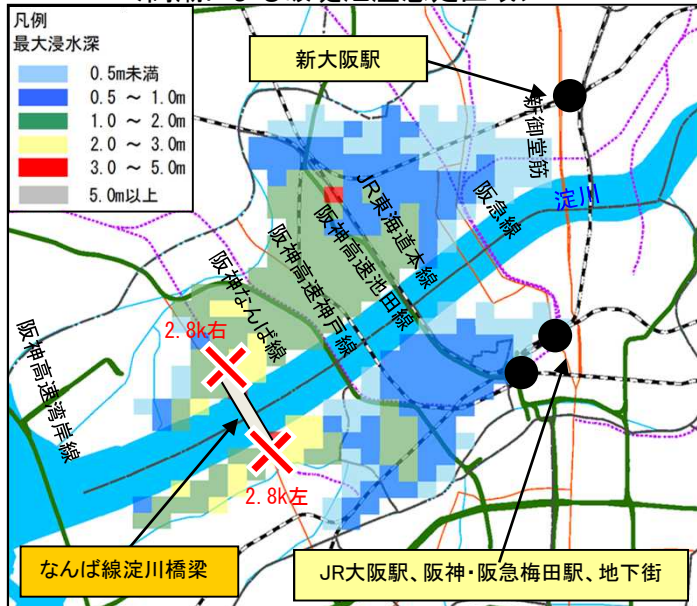 凡例
最大浸水深
0.5m未満
0.5 ～ 1.0m
1.0 ～ 2.0m
2.0 ～ 3.0m
3.0 ～ 5.0m
5.0m以上
新大阪駅
新御堂筋
淀川
阪急線
JR東海道本線
阪神高速池田線
阪神高速神戸線
阪神なんば線
2.8k右
阪神高速湾岸線
2.8k左
なんば線淀川橋梁
JR大阪駅、阪神・阪急梅田駅、地下街